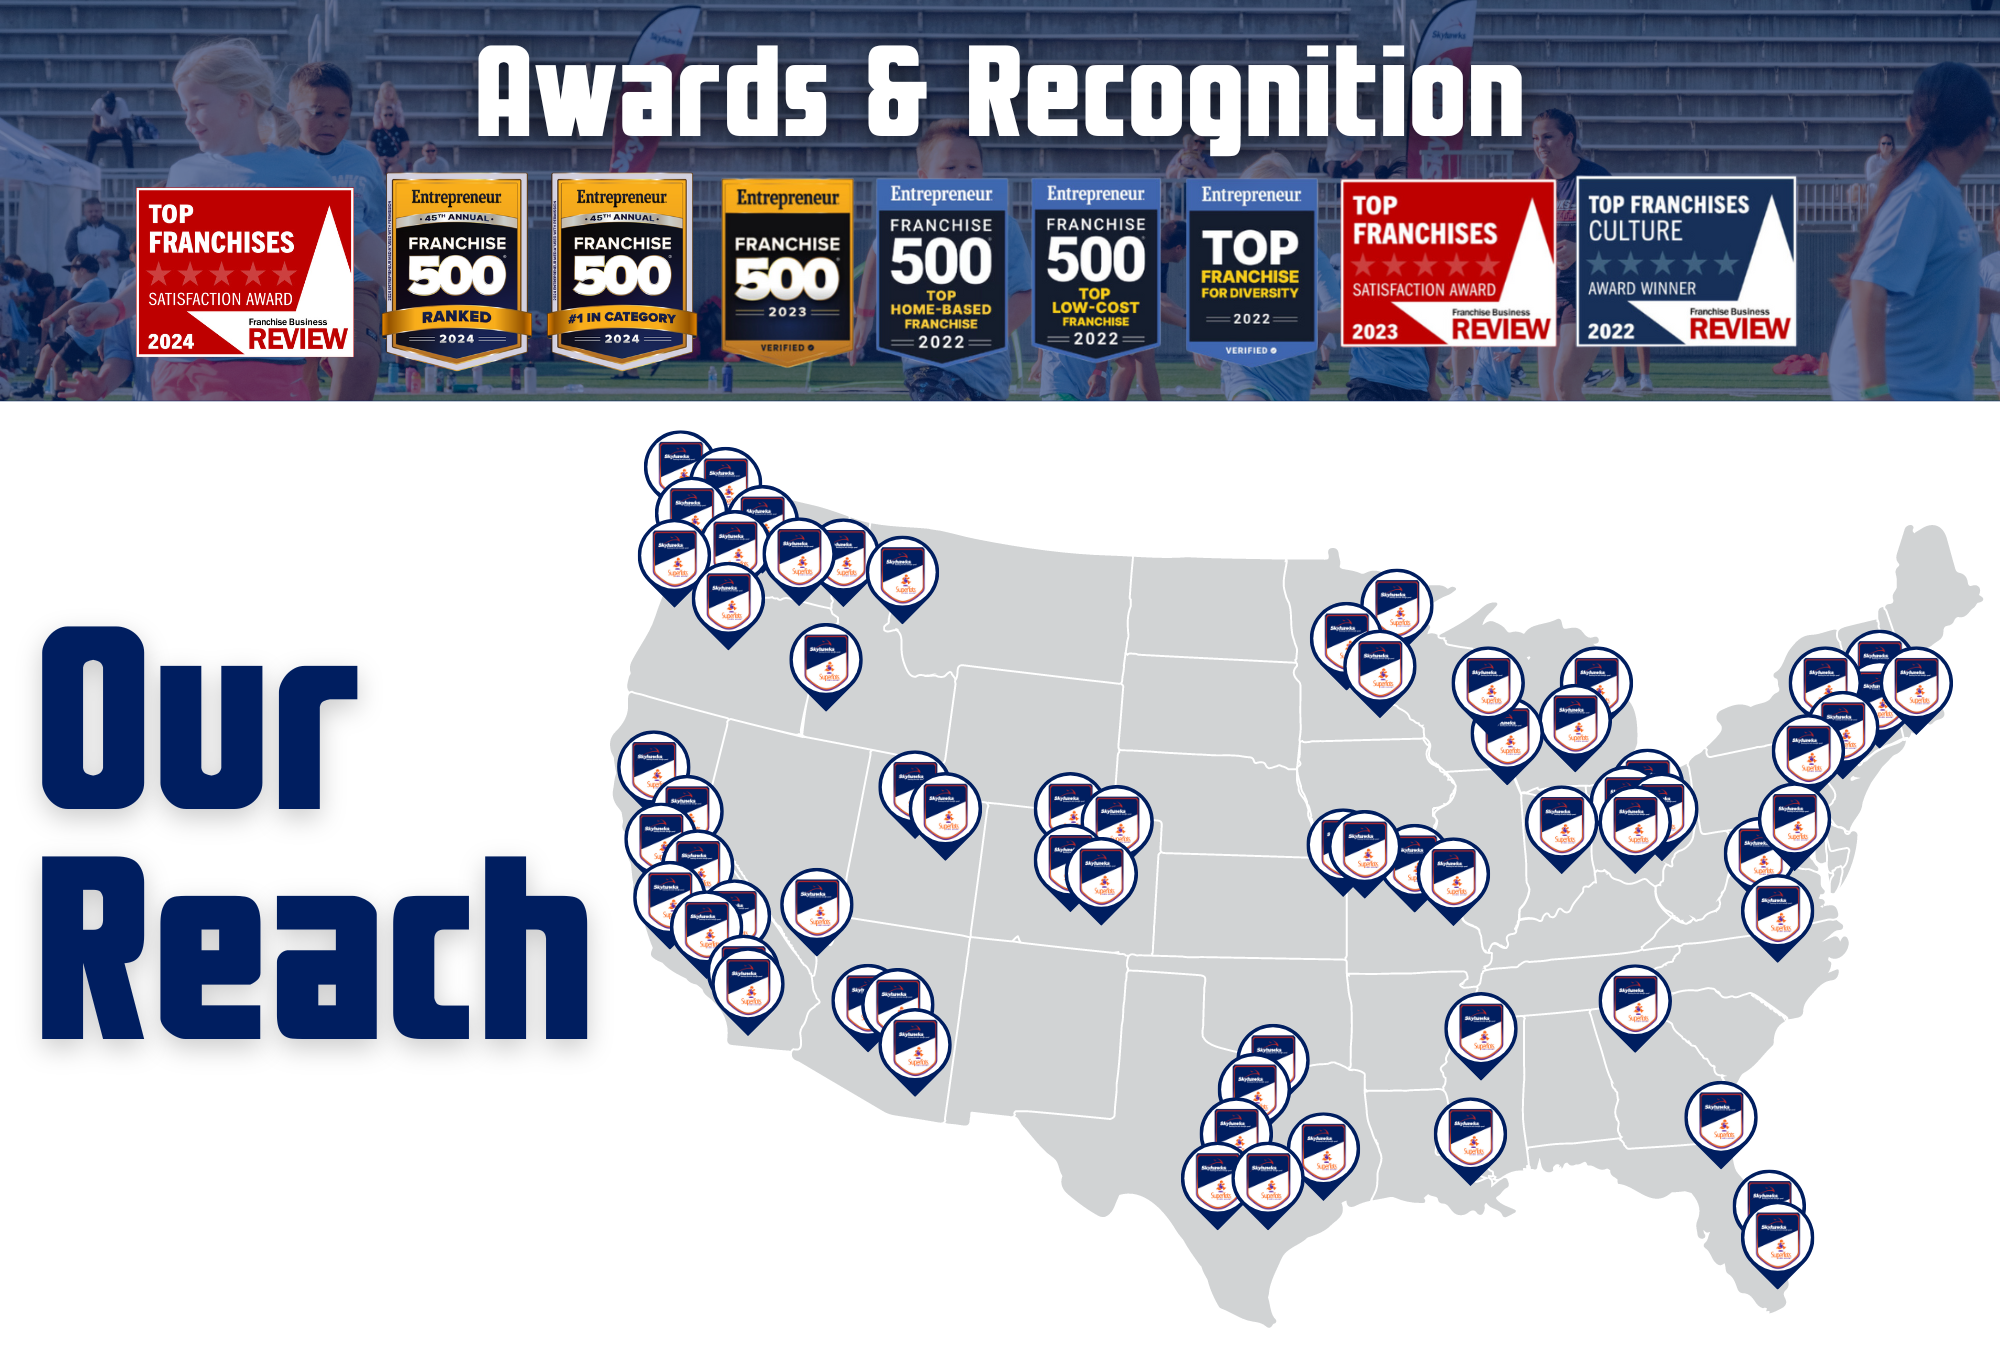 Awards & Recognition
TOP
FRANCHISES
SATISFACTION AWARD
2024
Franchise Business
REVIEW
Entrepreneur
• 45TH ANNUAL •
FRANCHISE
500
RANKED
2024
Entrepreneur
• 45TH ANNUAL •
FRANCHISE
500
#1 IN CATEGORY
2024
Entrepreneur
FRANCHISE
500
2023
VERIFIED
Entrepreneur
FRANCHISE
500
TOP
HOME-BASED
FRANCHISE
2022
Entrepreneur
FRANCHISE
500
TOP
LOW-COST
FRANCHISE
2022
Entrepreneur
TOP
FRANCHISE
FOR DIVERSITY
2022
VERIFIED
TOP
FRANCHISES
SATISFACTION AWARD
2023
Franchise Business
REVIEW
TOP FRANCHISES
CULTURE
AWARD WINNER
2022
Franchise Business
REVIEW
Our
Reach
Skyhawks
Supertots